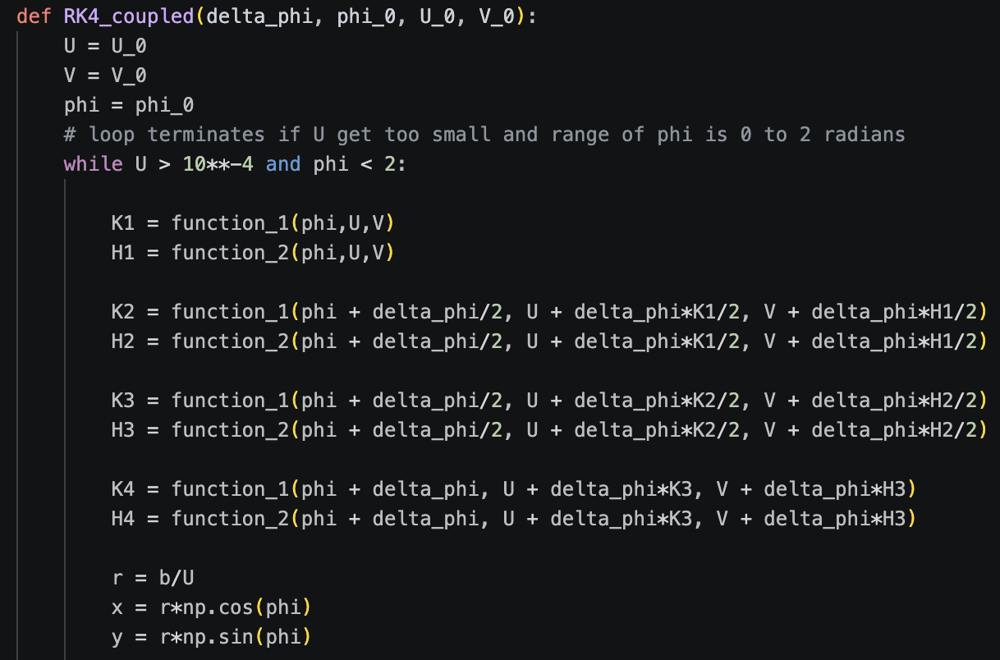 def RK4_coupled(delta_phi, phi_0, U_0, V_0):
    U = U_0
    V = V_0
    phi = phi_0
    # loop terminates if U get too small and range of phi is 0 to 2 radians
    while U > 10**-4 and phi < 2:
        K1 = function_1(phi,U,V)
        H1 = function_2(phi,U,V)
        K2 = function_1(phi + delta_phi/2, U + delta_phi*K1/2, V + delta_phi*H1/2)
        H2 = function_2(phi + delta_phi/2, U + delta_phi*K1/2, V + delta_phi*H1/2)
        K3 = function_1(phi + delta_phi/2, U + delta_phi*K2/2, V + delta_phi*H2/2)
        H3 = function_2(phi + delta_phi/2, U + delta_phi*K2/2, V + delta_phi*H2/2)
        K4 = function_1(phi + delta_phi, U + delta_phi*K3, V + delta_phi*H3)
        H4 = function_2(phi + delta_phi, U + delta_phi*K3, V + delta_phi*H3)
        r = b/U
        x = r*np.cos(phi)
        y = r*np.sin(phi)